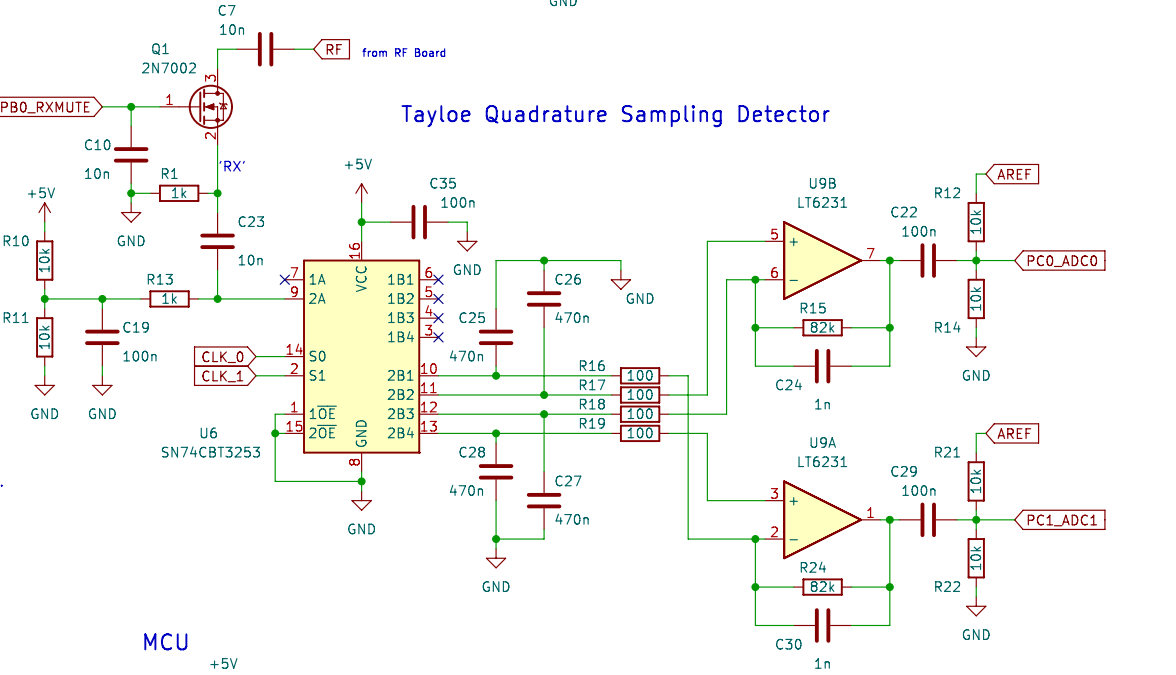 GND
C7
10n
RF
from RF Board
Q1
2N7002
3
PB0_RXMUTE
1
2
Tayloe Quadrature Sampling Detector
C10
10n
'RX'
R1
1k
GND
+5V
+5V
C35
100n
GND
C23
10n
R10
10k
R13
1k
R11
10k
C19
100n
GND
GND
CLK_0
CLK_1
16
VCC
7
1A
9
2A
14
S0
2
S1
1
1OE
15
2OE
GND
8
1B1
6
1B2
5
1B3
4
1B4
3
2B1
10
2B2
11
2B3
12
2B4
13
U6
SN74CBT3253
GND
C26
470n
GND
C25
470n
R16
100
R17
100
R18
100
R19
100
C28
470n
C27
470n
GND
U9B
LT6231
5
+
6
−
7
R15
82k
C24
1n
C22
100n
AREF
R12
10k
PC0_ADC0
R14
10k
GND
U9A
LT6231
3
+
2
−
1
R24
82k
C30
1n
C29
100n
AREF
R21
10k
PC1_ADC1
R22
10k
GND
.
MCU
+5V